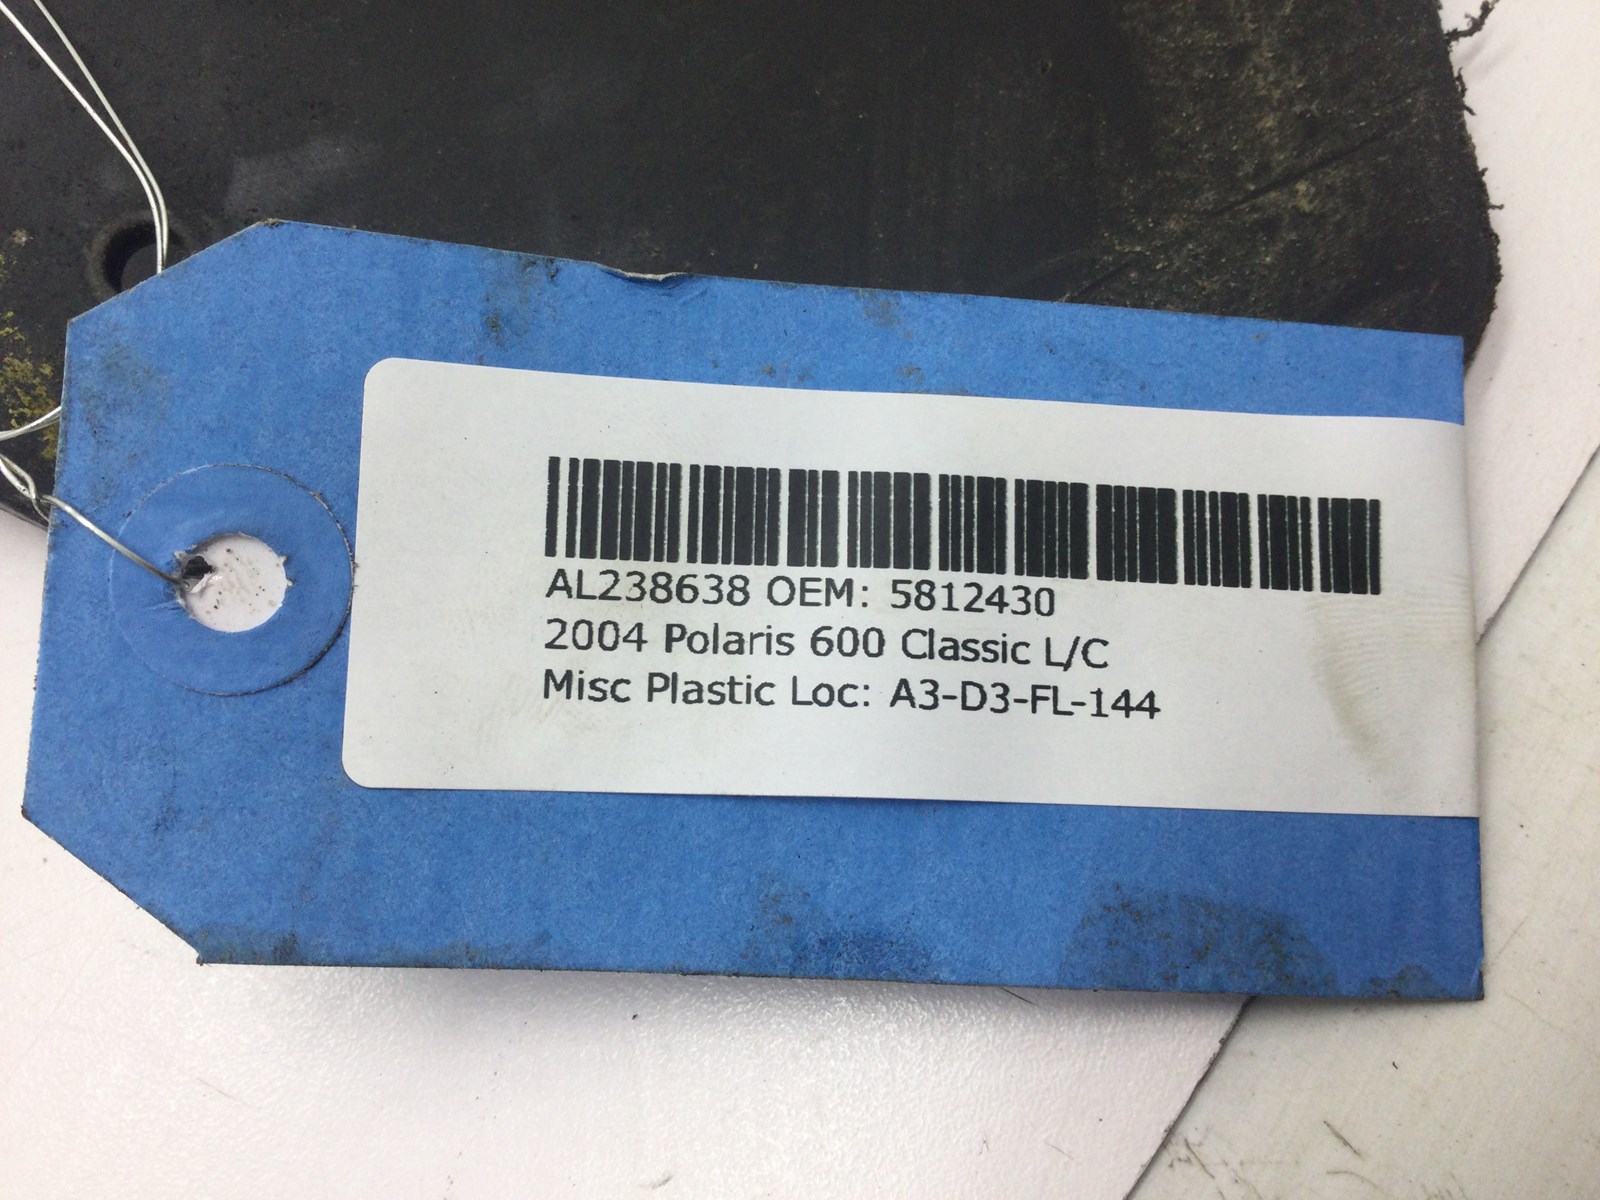 AL238638 OEM: 5812430
2004 Polaris 600 Classic L/C
Misc Plastic Loc: A3-D3-FL-144